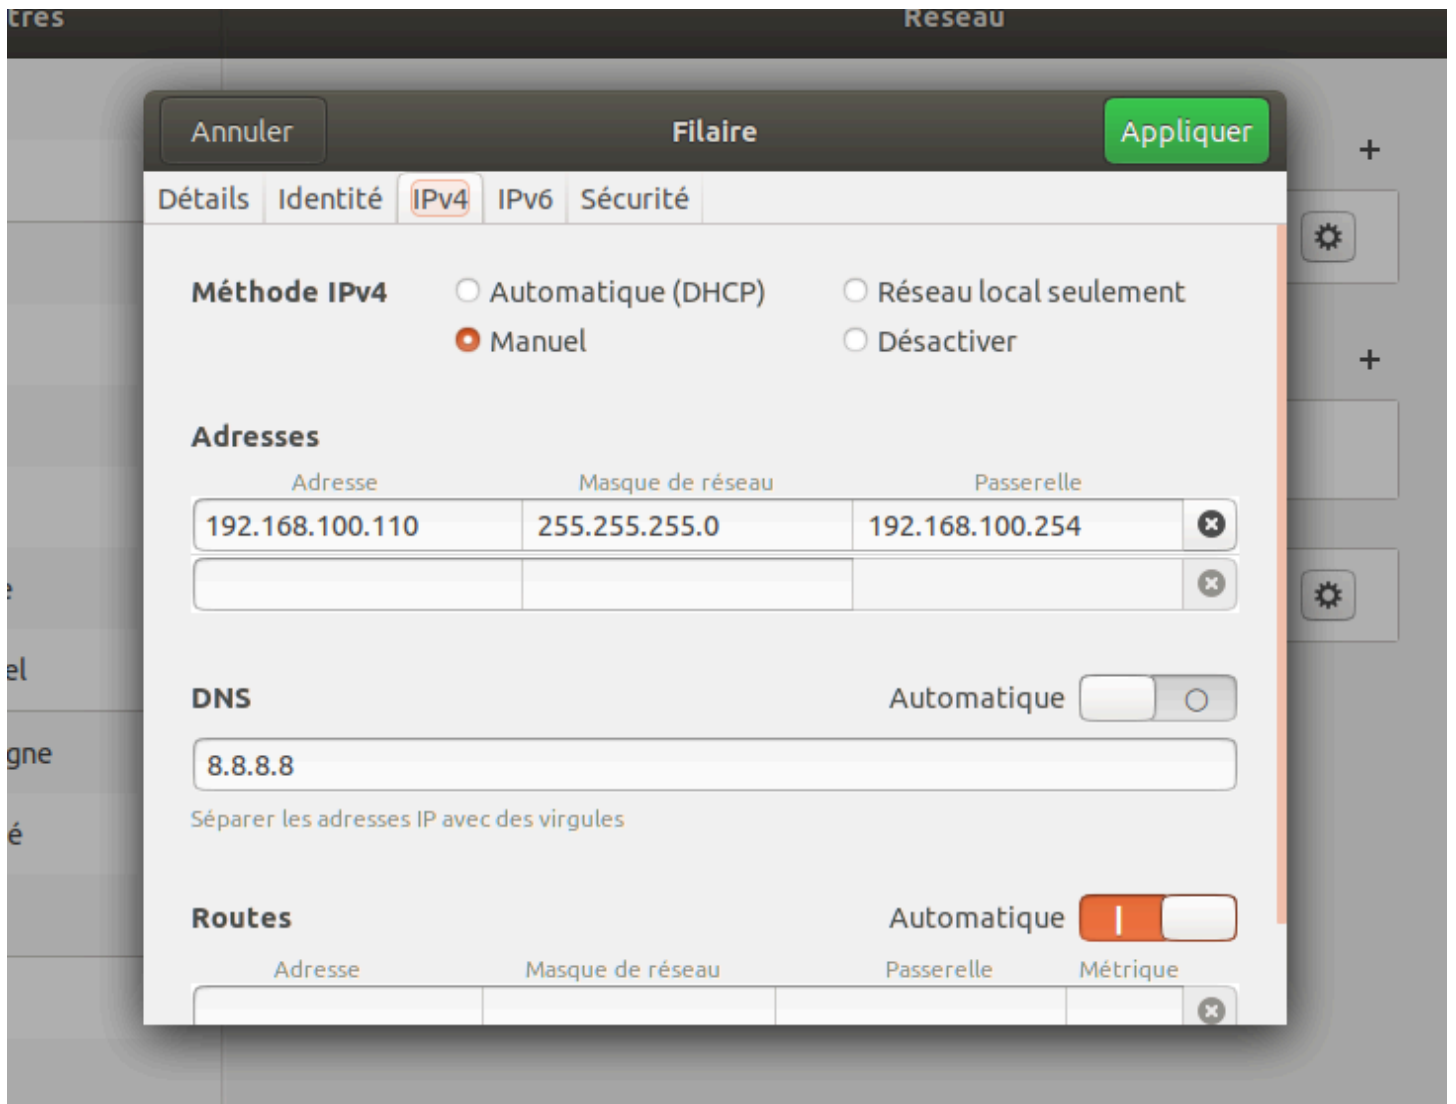 Réseau
Annuler Filaire Appliquer
Détails Identité IPv4 IPv6 Sécurité
Méthode IPv4 Automatique (DHCP) Réseau local seulement
Manuel Désactiver
Adresses
Adresse Masque de réseau Passerelle
192.168.100.110 255.255.255.0 192.168.100.254
DNS Automatique
8.8.8.8
Séparer les adresses IP avec des virgules
Routes Automatique
Adresse Masque de réseau Passerelle Métrique